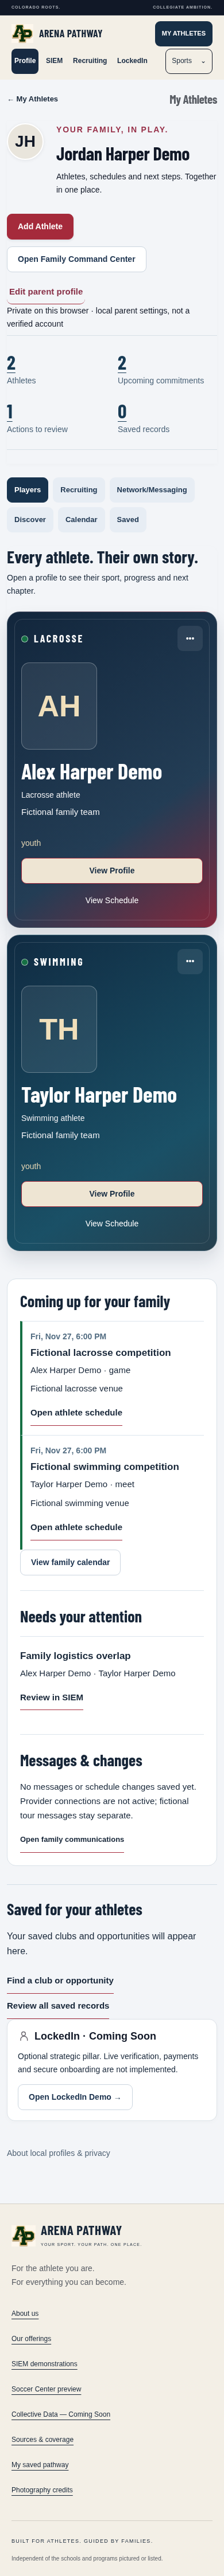 COLORADO ROOTS. COLLEGIATE AMBITION.
AP ARENA PATHWAY MY ATHLETES
Profile SIEM Recruiting LockedIn Sports
← My Athletes My Athletes
JH
YOUR FAMILY, IN PLAY.
Jordan Harper Demo
Athletes, schedules and next steps. Together
in one place.
Add Athlete
Open Family Command Center
Edit parent profile
Private on this browser · local parent settings, not a
verified account
2 2
Athletes Upcoming commitments
1 0
Actions to review Saved records
Players Recruiting Network/Messaging
Discover Calendar Saved
Every athlete. Their own story.
Open a profile to see their sport, progress and next
chapter.
LACROSSE •••
AH
Alex Harper Demo
Lacrosse athlete
Fictional family team
youth
View Profile
View Schedule
SWIMMING •••
TH
Taylor Harper Demo
Swimming athlete
Fictional family team
youth
View Profile
View Schedule
Coming up for your family
Fri, Nov 27, 6:00 PM
Fictional lacrosse competition
Alex Harper Demo · game
Fictional lacrosse venue
Open athlete schedule
Fri, Nov 27, 6:00 PM
Fictional swimming competition
Taylor Harper Demo · meet
Fictional swimming venue
Open athlete schedule
View family calendar
Needs your attention
Family logistics overlap
Alex Harper Demo · Taylor Harper Demo
Review in SIEM
Messages & changes
No messages or schedule changes saved yet.
Provider connections are not active; fictional
tour messages stay separate.
Open family communications
Saved for your athletes
Your saved clubs and opportunities will appear
here.
Find a club or opportunity
Review all saved records
LockedIn · Coming Soon
Optional strategic pillar. Live verification, payments
and secure onboarding are not implemented.
Open LockedIn Demo →
About local profiles & privacy
AP ARENA PATHWAY
YOUR SPORT. YOUR PATH. ONE PLACE.
For the athlete you are.
For everything you can become.
About us
Our offerings
SIEM demonstrations
Soccer Center preview
Collective Data — Coming Soon
Sources & coverage
My saved pathway
Photography credits
BUILT FOR ATHLETES. GUIDED BY FAMILIES.
Independent of the schools and programs pictured or listed.